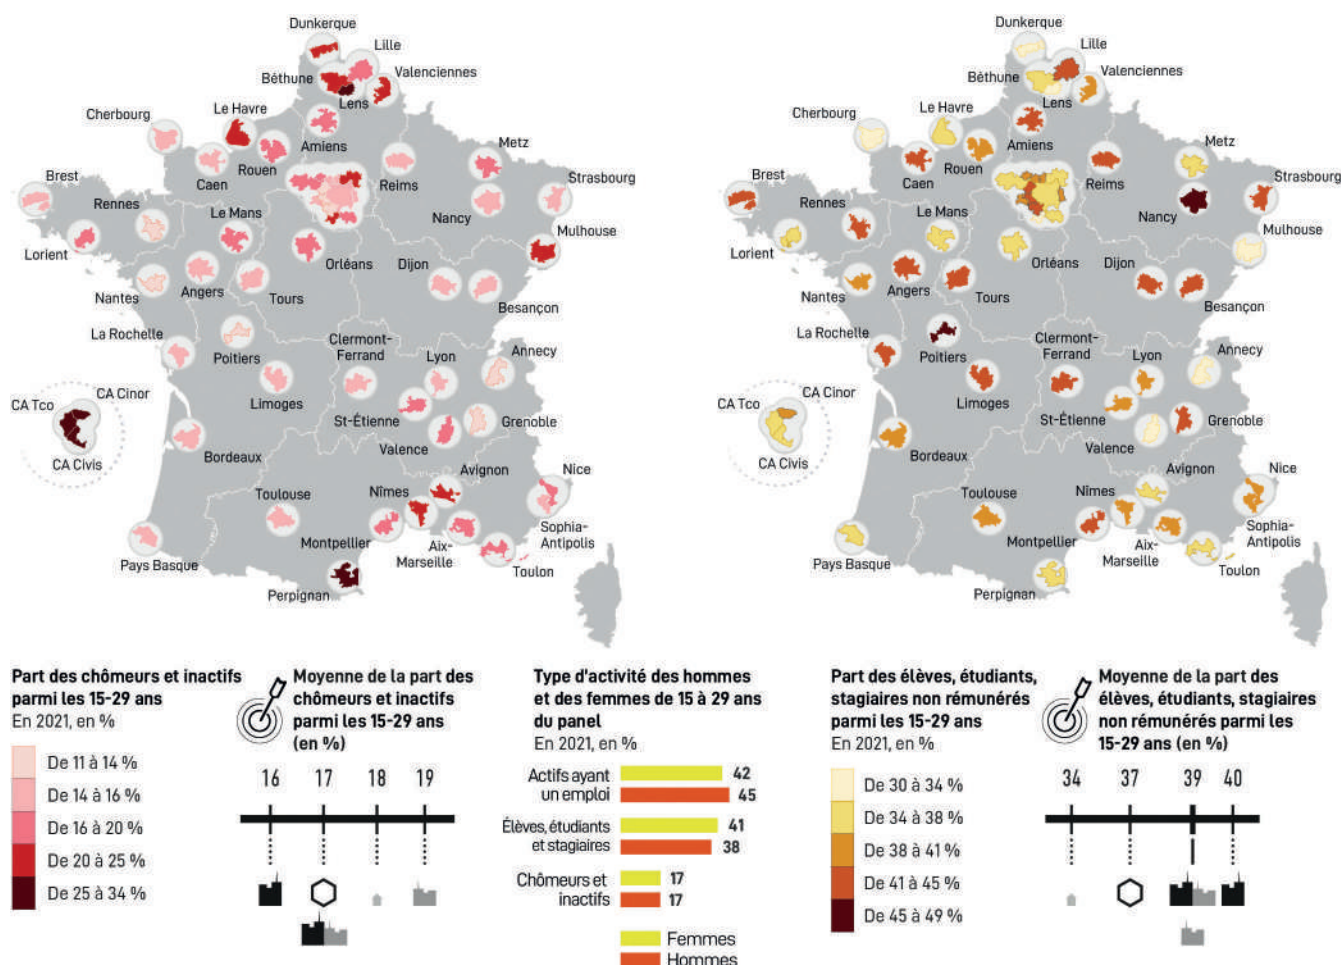 Dunkerque
Lille
Béthune
Valenciennes
Lens
Le Havre
Cherbourg
Amiens
Rouen
Caen
Metz
Reims
Strasbourg
Brest
Rennes
Le Mans
Nancy
Mulhouse
Lorient
Orléans
Dijon
Nantes
Angers
Tours
Besançon
La Rochelle
Poitiers
Clermont-
Ferrand
Lyon
Annecy
CA Tco
CA Cinor
Limoges
St-Étienne
Grenoble
CA Civis
Bordeaux
Valence
Avignon
Nice
Toulouse
Nîmes
Montpellier
Aix-
Marseille
Sophia-
Antipolis
Pays Basque
Toulon
Perpignan
Dunkerque
Lille
Béthune
Valenciennes
Lens
Le Havre
Cherbourg
Amiens
Rouen
Caen
Metz
Reims
Strasbourg
Brest
Rennes
Le Mans
Nancy
Mulhouse
Lorient
Orléans
Dijon
Nantes
Angers
Tours
Besançon
La Rochelle
Poitiers
Clermont-
Ferrand
Lyon
Annecy
CA Tco
CA Cinor
Limoges
St-Étienne
Grenoble
CA Civis
Bordeaux
Valence
Avignon
Nice
Toulouse
Nîmes
Montpellier
Aix-
Marseille
Sophia-
Antipolis
Pays Basque
Toulon
Perpignan
Part des chômeurs et inactifs
parmi les 15-29 ans
En 2021, en %
De 11 à 14 %
De 14 à 16 %
De 16 à 20 %
De 20 à 25 %
De 25 à 34 %
Moyenne de la part des
chômeurs et inactifs
parmi les 15-29 ans
(en %)
16 17 18 19
Type d'activité des hommes
et des femmes de 15 à 29 ans
du panel
En 2021, en %
Actifs ayant
un emploi
42
45
Élèves, étudiants
et stagiaires
41
38
Chômeurs et
inactifs
17
17
Femmes
Hommes
Part des élèves, étudiants,
stagiaires non rémunérés
parmi les 15-29 ans
En 2021, en %
De 30 à 34 %
De 34 à 38 %
De 38 à 41 %
De 41 à 45 %
De 45 à 49 %
Moyenne de la part des
élèves, étudiants, stagiaires
non rémunérés parmi les
15-29 ans (en %)
34 37 39 40